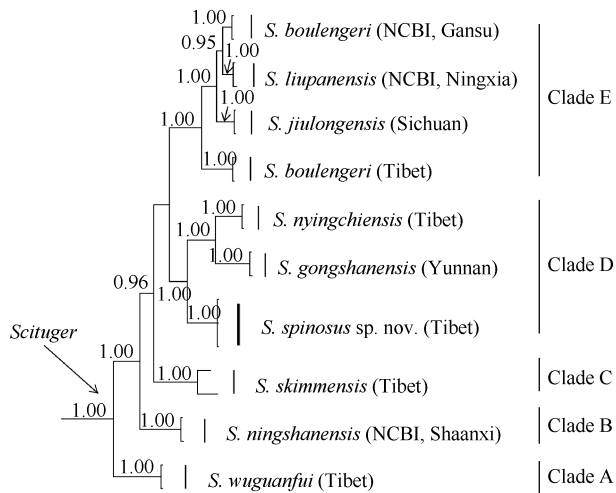 1.00
S. boulengeri (NCBI, Gansu)
0.95
1.00
S. liupanensis (NCBI, Ningxia)
Clade E
1.00
1.00
S. jiulongensis (Sichuan)
1.00
1.00
S. boulengeri (Tibet)
1.00
S. nyingchiensis (Tibet)
1.00
1.00
S. gongshanensis (Yunnan)
Clade D
0.96
1.00
1.00
S. spinosus sp. nov. (Tibet)
Scituger
1.00
1.00
S. skimmensis (Tibet)
Clade C
1.00
1.00
S. ningshanensis (NCBI, Shaanxi)
Clade B
1.00
S. wuguanfui (Tibet)
Clade A